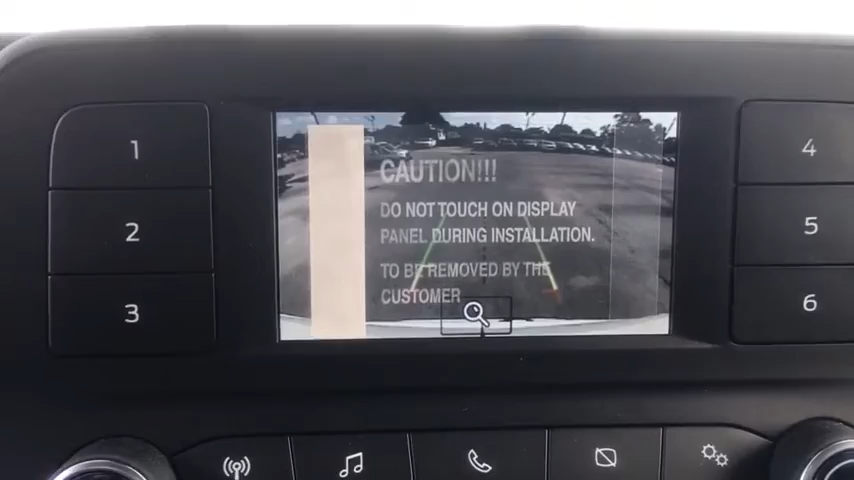 1
2
3
CAUTION!!!
DO NOT TOUCH ON DISPLAY
PANEL DURING INSTALLATION.
TO BE REMOVED BY THE
CUSTOMER
4
5
6